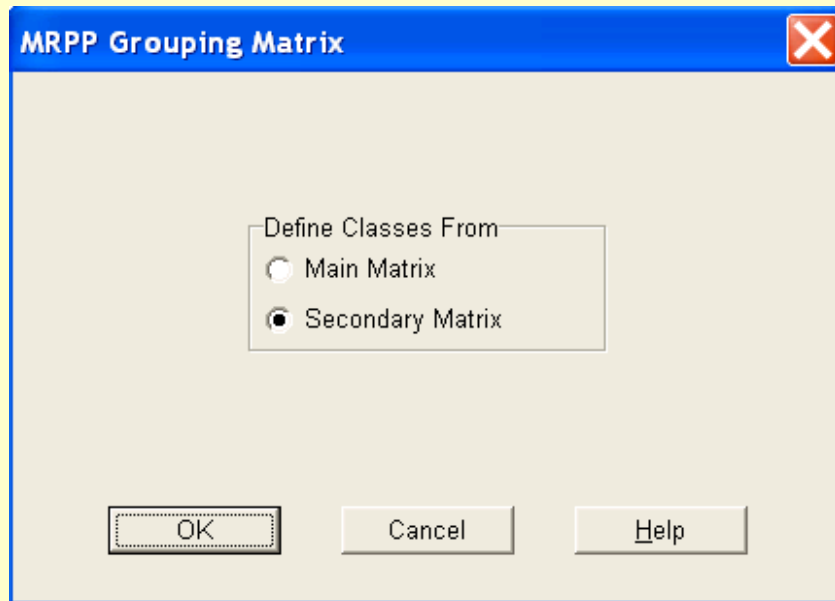 MRPP Grouping Matrix
Define Classes From
Main Matrix
Secondary Matrix
OK Cancel Help